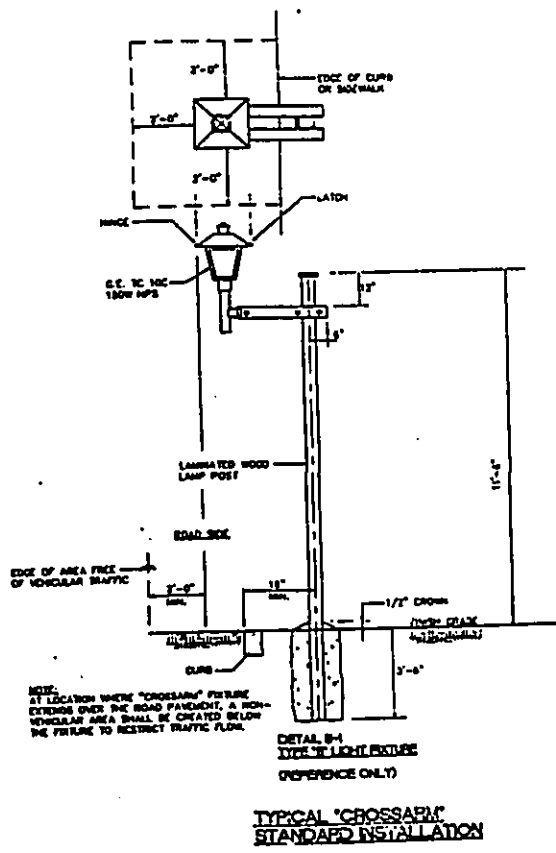 2'-0"
EDGE OF CURB
OR SIDEWALK
2'-0"
2'-0"
HINGE
LATCH
G.E. TC 10C
150W HPS
12"
6"
LAMINATED WOOD
LAMP POST
11'-6"
ROAD SIDE
EDGE OF AREA FREE
OF VEHICULAR TRAFFIC
2'-0"
MIN.
18"
MIN.
1/2" CROWN
FINISH GRADE
CURB
3'-6"
NOTE:
AT LOCATION WHERE "CROSSARM" FIXTURE
EXTENDS OVER THE ROAD PAVEMENT, A NON-
VEHICULAR AREA SHALL BE CREATED BELOW
THE FIXTURE TO RESTRICT TRAFFIC FLOW.
DETAIL B-1
TYPE "B" LIGHT FIXTURE
(REFERENCE ONLY)
TYPICAL "CROSSARM"
STANDARD INSTALLATION